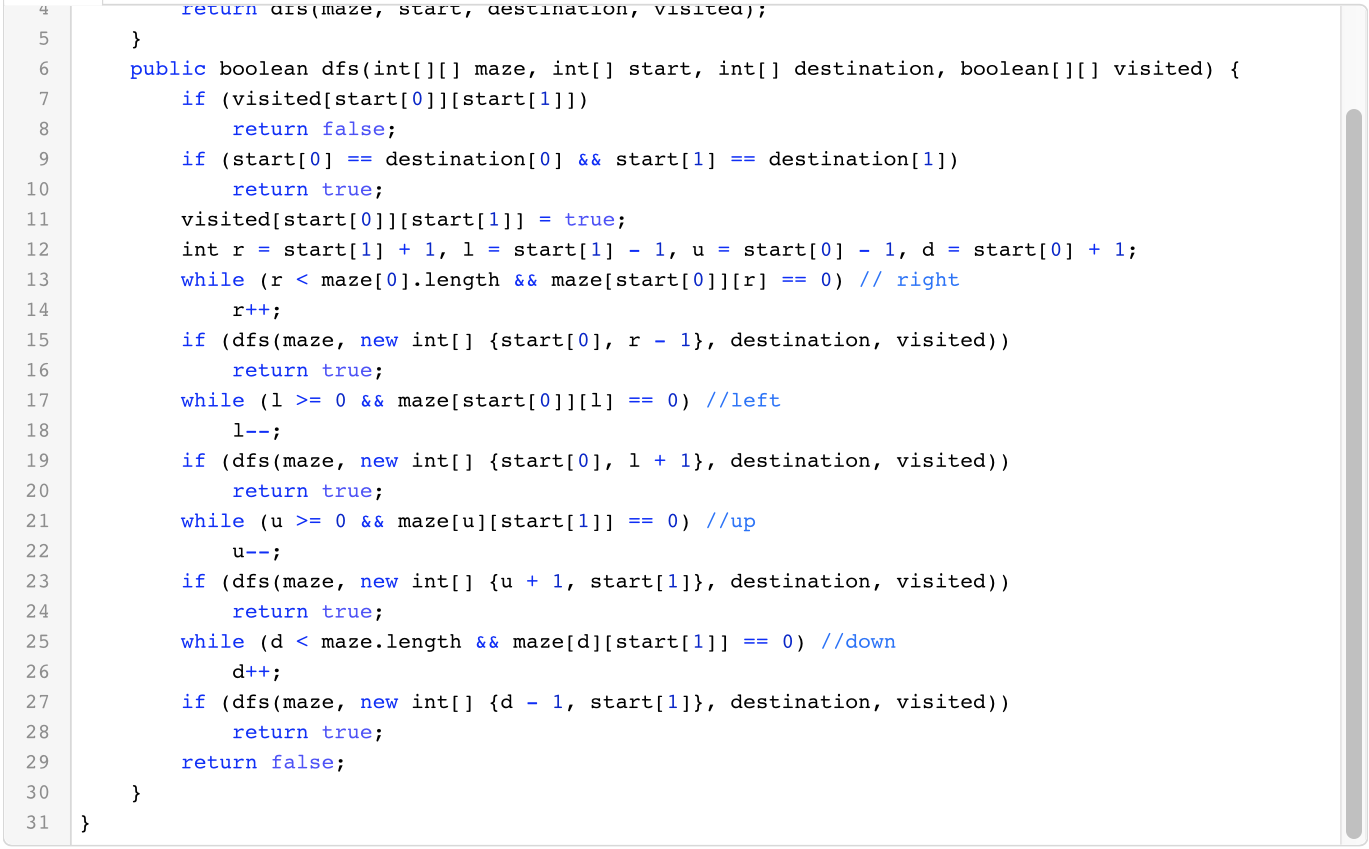 4 return dfs(maze, start, destination, visited);
5 }
6 public boolean dfs(int[][] maze, int[] start, int[] destination, boolean[][] visited) {
7 if (visited[start[0]][start[1]])
8 return false;
9 if (start[0] == destination[0] && start[1] == destination[1])
10 return true;
11 visited[start[0]][start[1]] = true;
12 int r = start[1] + 1, l = start[1] - 1, u = start[0] - 1, d = start[0] + 1;
13 while (r < maze[0].length && maze[start[0]][r] == 0) // right
14 r++;
15 if (dfs(maze, new int[] {start[0], r - 1}, destination, visited))
16 return true;
17 while (l >= 0 && maze[start[0]][l] == 0) //left
18 l--;
19 if (dfs(maze, new int[] {start[0], l + 1}, destination, visited))
20 return true;
21 while (u >= 0 && maze[u][start[1]] == 0) //up
22 u--;
23 if (dfs(maze, new int[] {u + 1, start[1]}, destination, visited))
24 return true;
25 while (d < maze.length && maze[d][start[1]] == 0) //down
26 d++;
27 if (dfs(maze, new int[] {d - 1, start[1]}, destination, visited))
28 return true;
29 return false;
30 }
31 }